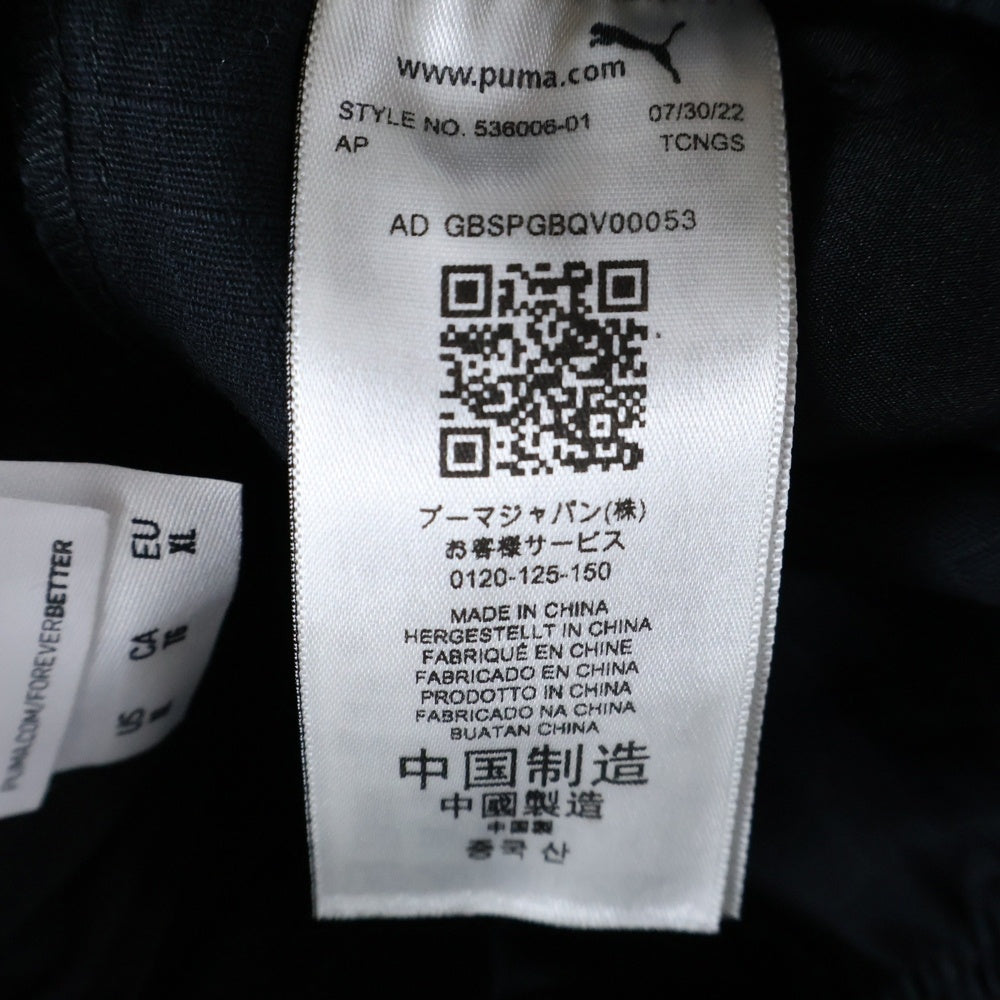 www.puma.com
STYLE NO. 536006-01 07/30/22
AP TCNGS
AD GBSPGBQV00053
プーマジャパン(株)
お客様サービス
0120-125-150
MADE IN CHINA
HERGESTELLT IN CHINA
FABRIQUÉ EN CHINE
FABRICADO EN CHINA
PRODOTTO IN CHINA
FABRICADO NA CHINA
BUATAN CHINA
中国制造
中國製造
中国製
중국 산
EU XL
CA TG
US
PUMA.COM/FOREVERBETTER